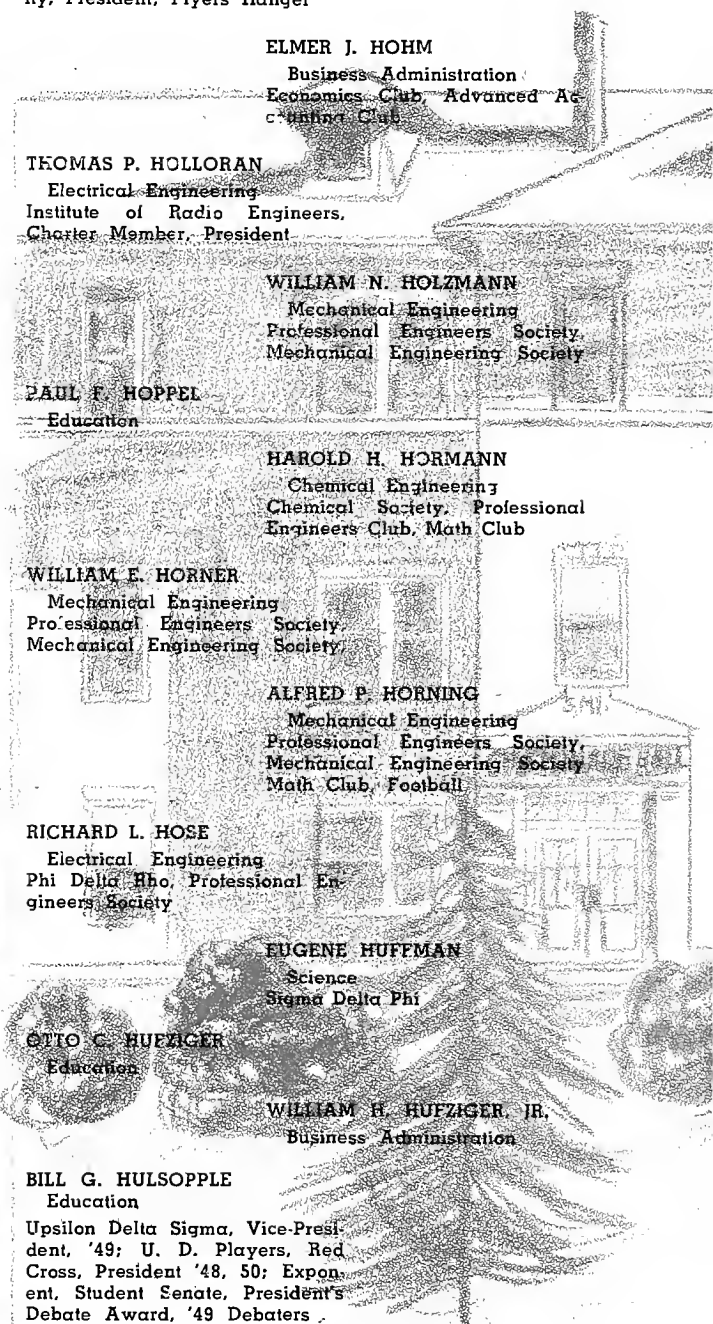 ny, President, Flyers Hangel
ELMER J. HOHM
Business Administration
Economics Club, Advanced Ac-
counting Club
THOMAS P. HOLLORAN
Electrical Engineering
Institute of Radio Engineers,
Charter Member, President
WILLIAM N. HOLZMANN
Mechanical Engineering
Professional Engineers Society,
Mechanical Engineering Society
PAUL F. HOPPEL
Education
HAROLD H. HORMANN
Chemical Engineering
Chemical Society, Professional
Engineers Club, Math Club
WILLIAM E. HORNER
Mechanical Engineering
Professional Engineers Society,
Mechanical Engineering Society,
ALFRED P. HORNING
Mechanical Engineering
Professional Engineers Society,
Mechanical Engineering Society
Math Club, Football
RICHARD L. HOSE
Electrical Engineering
Phi Delta Rho, Professional En-
gineers Society
EUGENE HUFFMAN
Science
Sigma Delta Phi
OTTO C. HUFZIGER
Education
WILLIAM H. HUFZIGER, JR.
Business Administration
BILL G. HULSOPPLE
Education
Upsilon Delta Sigma, Vice-Presi-
dent, '49; U. D. Players, Red
Cross, President '48, 50; Expon-
ent, Student Senate, President's
Debate Award, '49 Debaters